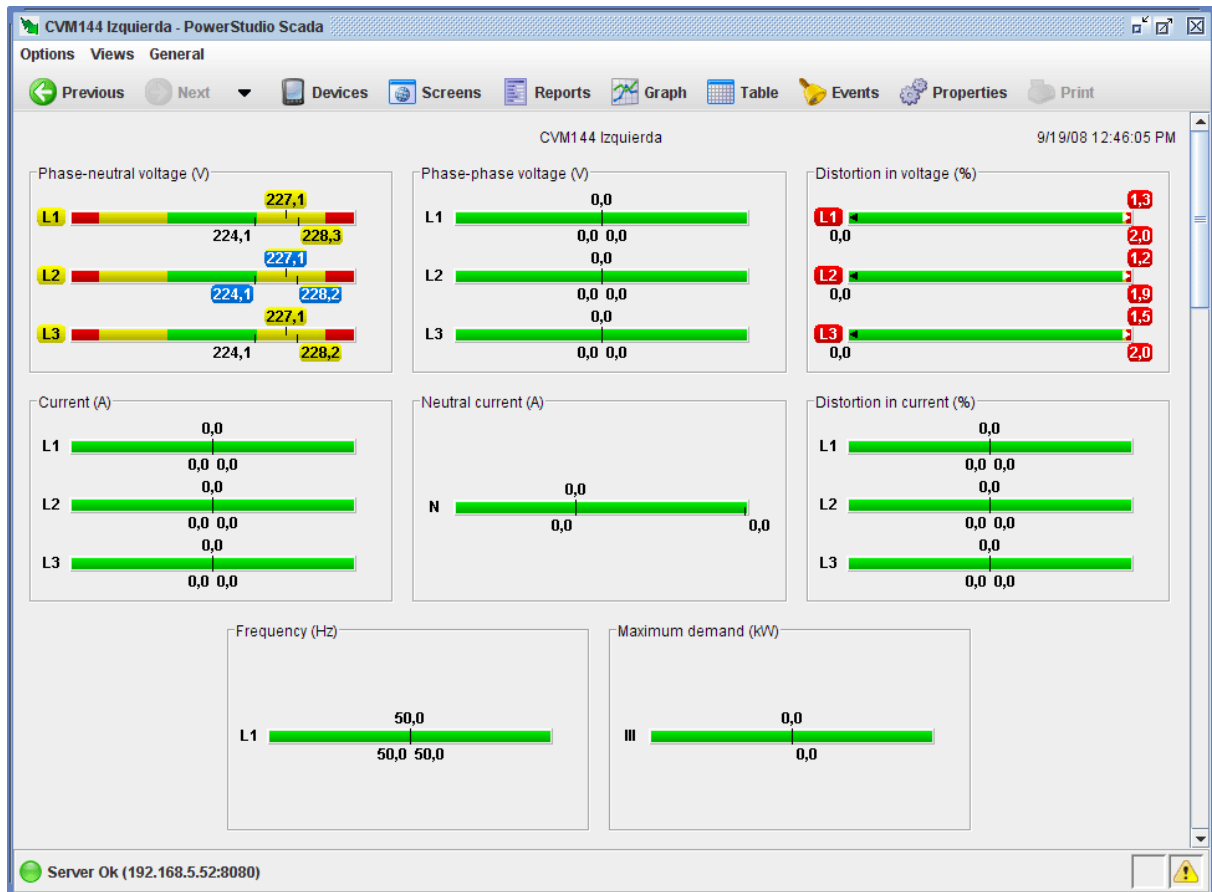 CVM144 Izquierda - PowerStudio Scada
Options Views General
Previous Next Devices Screens Reports Graph Table Events Properties Print
CVM144 Izquierda
9/19/08 12:46:05 PM
Phase-neutral voltage (V)
227,1
L1
224,1 228,3
227,1
L2
224,1 228,2
227,1
L3
224,1 228,2
Phase-phase voltage (V)
0,0
L1
0,0 0,0
0,0
L2
0,0 0,0
0,0
L3
0,0 0,0
Distortion in voltage (%)
1,3
L1
0,0 2,0
1,2
L2
0,0 1,9
1,5
L3
0,0 2,0
Current (A)
0,0
L1
0,0 0,0
0,0
L2
0,0 0,0
0,0
L3
0,0 0,0
Neutral current (A)
0,0
N
0,0 0,0
Distortion in current (%)
0,0
L1
0,0 0,0
0,0
L2
0,0 0,0
0,0
L3
0,0 0,0
Frequency (Hz)
50,0
L1
50,0 50,0
Maximum demand (kW)
0,0
III
0,0
Server Ok (192.168.5.52:8080)